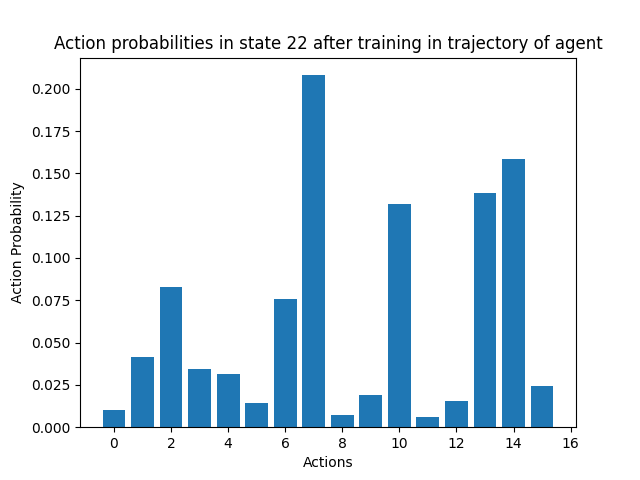 Action probabilities in state 22 after training in trajectory of agent
0.200
0.175
0.150
0.125
0.100
0.075
0.050
0.025
0.000
Action Probability
0 2 4 6 8 10 12 14 16
Actions